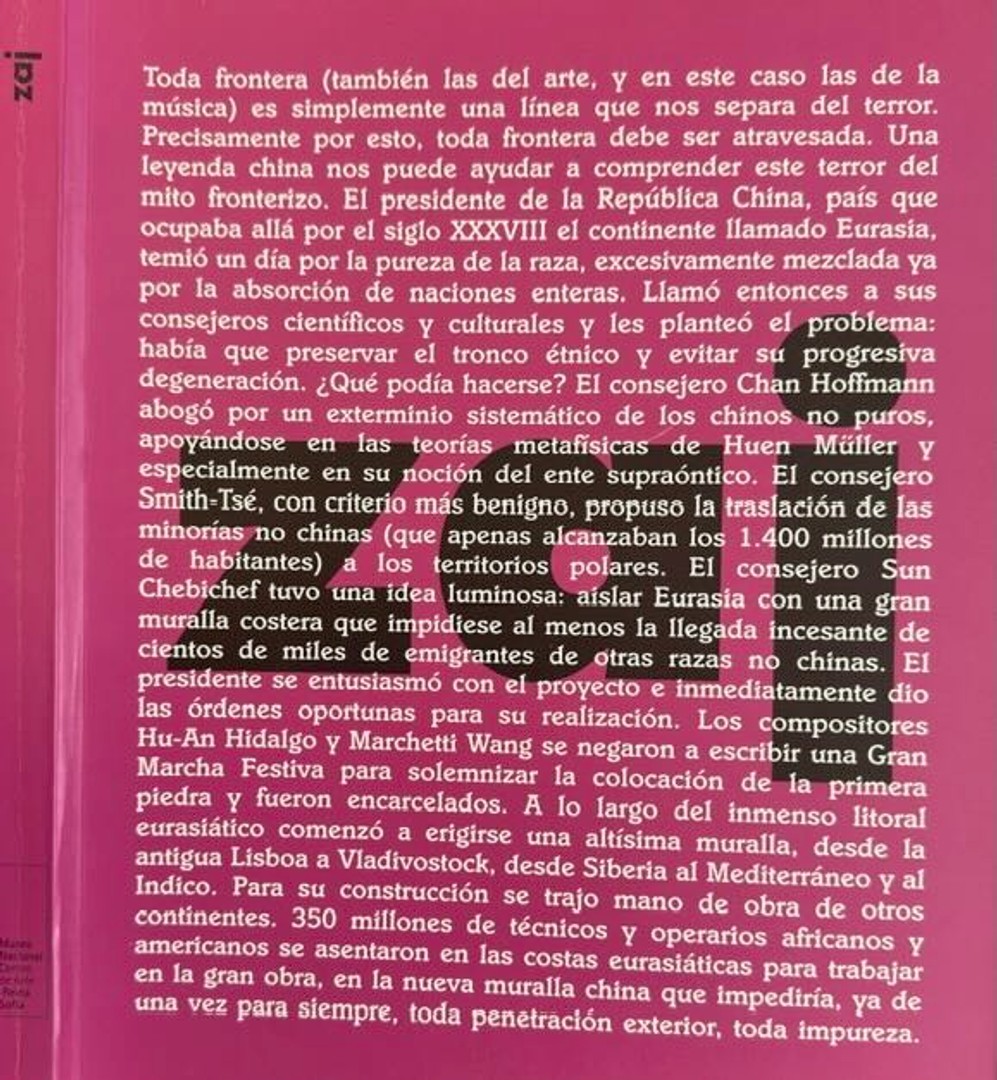 zaj
Toda frontera (también las del arte, y en este caso las de la
música) es simplemente una línea que nos separa del terror.
Precisamente por esto, toda frontera debe ser atravesada. Una
leyenda china nos puede ayudar a comprender este terror del
mito fronterizo. El presidente de la República China, país que
ocupaba allá por el siglo XXXVIII el continente llamado Eurasia,
temió un día por la pureza de la raza, excesivamente mezclada ya
por la absorción de naciones enteras. Llamó entonces a sus
consejeros científicos y culturales y les planteó el problema:
había que preservar el tronco étnico y evitar su progresiva
degeneración. ¿Qué podía hacerse? El consejero Chan Hoffmann
abogó por un exterminio sistemático de los chinos no puros,
apoyándose en las teorías metafísicas de Huen Müller y
especialmente en su noción del ente supraóntico. El consejero
Smith-Tsé, con criterio más benigno, propuso la traslación de las
minorías no chinas (que apenas alcanzaban los 1.400 millones
de habitantes) a los territorios polares. El consejero Sun
Chebichef tuvo una idea luminosa: aislar Eurasia con una gran
muralla costera que impidiese al menos la llegada incesante de
cientos de miles de emigrantes de otras razas no chinas. El
presidente se entusiasmó con el proyecto e inmediatamente dio
las órdenes oportunas para su realización. Los compositores
Hu-An Hidalgo y Marchetti Wang se negaron a escribir una Gran
Marcha Festiva para solemnizar la colocación de la primera
piedra y fueron encarcelados. A lo largo del inmenso litoral
eurasiático comenzó a erigirse una altísima muralla, desde la
antigua Lisboa a Vladivostock, desde Siberia al Mediterráneo y al
Indico. Para su construcción se trajo mano de obra de otros
continentes. 350 millones de técnicos y operarios africanos y
americanos se asentaron en las costas eurasiáticas para trabajar
en la gran obra, en la nueva muralla china que impediría, ya de
una vez para siempre, toda penetración exterior, toda impureza.
zaj
Museo
Nacional
Centro
de Arte
Reina
Sofía